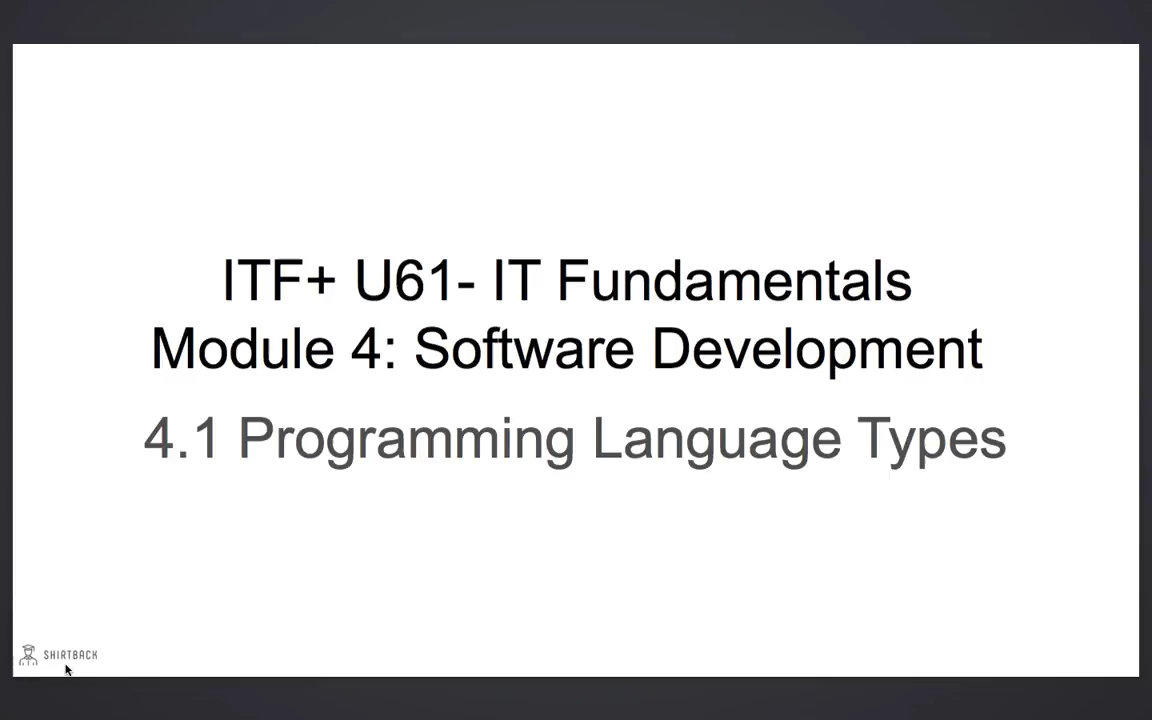 ITF+ U61- IT Fundamentals
Module 4: Software Development
4.1 Programming Language Types
SHIRTBACK